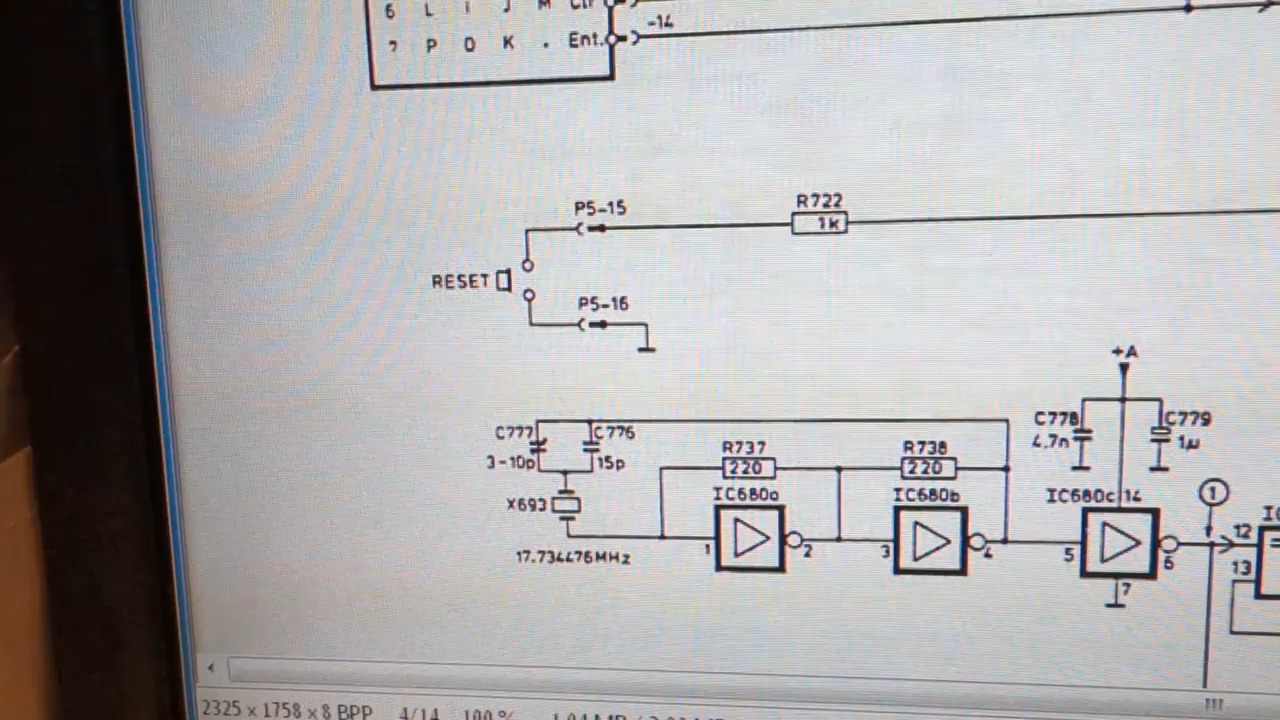 6 L I J M Clr
-14
? P O K . Ent.
R722
P5-15
1k
RESET
P5-16
+A
C777 C776 C778 C779
3-10p 15p R737 R738 4.7n 1µ
220 220
X693 IC680a IC680b IC680c 14 1
12
1 2 3 4 5 6 13
17.734476MHz
7
2325 x 1758 x 8 BPP 4/14 100 %